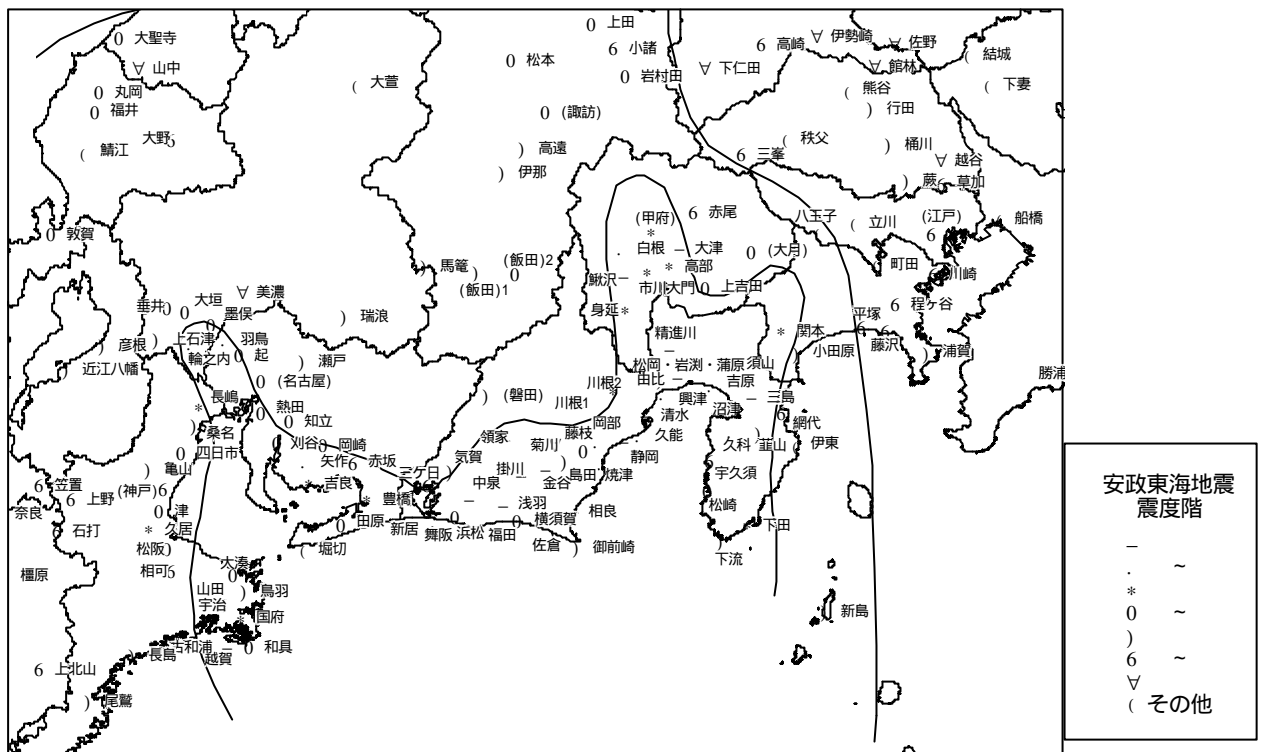 大聖寺
山中
丸岡
福井
大野
鯖江
敦賀
大萱
松本
上田
小諸
岩村田
(諏訪)
高遠
伊那
高崎
伊勢崎
佐野
下仁田
館林
結城
熊谷
下妻
行田
秩父
桶川
三峯
越谷
蕨
草加
八王子
立川
(江戸)
船橋
町田
川崎
(甲府)
赤尾
白根
大津
(大月)
高部
鰍沢
市川大門
上吉田
身延
馬篭
(飯田)2
(飯田)1
瑞浪
瀬戸
美濃
大垣
垂井
墨俣
上石津
羽鳥
彦根
輪之内
起
近江八幡
(名古屋)
長嶋
熱田
桑名
知立
四日市
刈谷
岡崎
矢作
赤坂
吉良
三ケ日
気賀
領家
(磐田)
川根1
川根2
岡部
藤枝
菊川
掛川
中泉
金谷
島田
焼津
静岡
久能
清水
興津
由比
松岡・岩渕・蒲原
須山
吉原
精進川
関本
小田原
平塚
藤沢
程ヶ谷
浦賀
勝浦
沼津
三島
網代
伊東
久科
韮山
宇久須
松崎
下田
下流
新島
豊橋
田原
新居
舞阪
浜松
福田
浅羽
横須賀
佐倉
相良
御前崎
堀切
亀山
笠置
上野
(神戸)
奈良
石打
津
久居
松阪
相可
橿原
大湊
山田
宇治
鳥羽
国府
古和浦
越賀
和具
長島
上北山
尾鷲
安政東海地震
震度階
–
. ~
*
0 ~
)
6 ~
∀
( その他